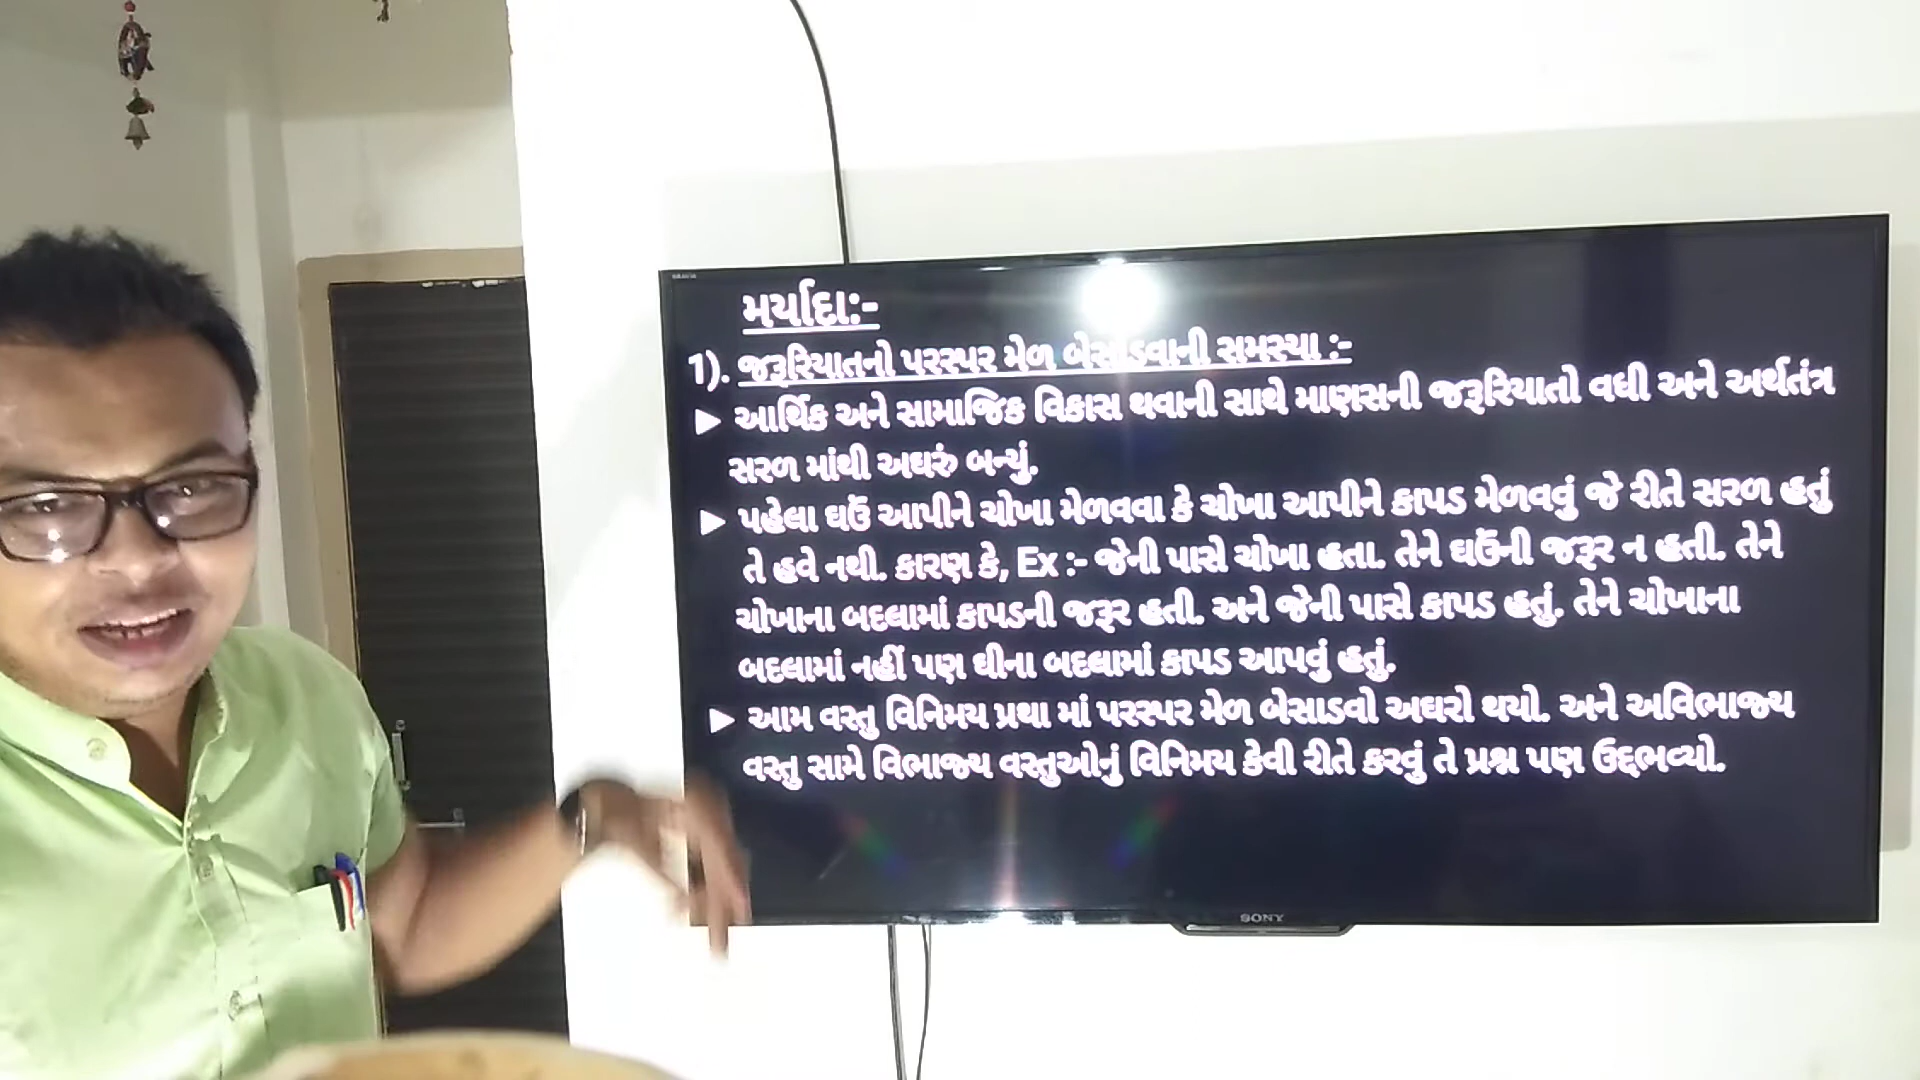 મર્યાદા:-
1). જરૂરિયાતનો પરસ્પર મેળ બેસાડવાની સમસ્યા :-
▶ આર્થિક અને સામાજિક વિકાસ થવાની સાથે માણસની જરૂરિયાતો વધી અને અર્થતંત્ર
સરળ માંથી અઘરું બન્યું.
▶ પહેલા ઘઉં આપીને ચોખા મેળવવા કે ચોખા આપીને કાપડ મેળવવું જે રીતે સરળ હતું
તે હવે નથી. કારણ કે, Ex :- જેની પાસે ચોખા હતા. તેને ઘઉંની જરૂર ન હતી. તેને
ચોખાના બદલામાં કાપડની જરૂર હતી. અને જેની પાસે કાપડ હતું. તેને ચોખાના
બદલામાં નહીં પણ ઘીના બદલામાં કાપડ આપવું હતું.
▶ આમ વસ્તુ વિનિમય પ્રથા માં પરસ્પર મેળ બેસાડવો અઘરો થયો. અને અવિભાજ્ય
વસ્તુ સામે વિભાજ્ય વસ્તુઓનું વિનિમય કેવી રીતે કરવું તે પ્રશ્ન પણ ઉદ્દભવ્યો.
SONY